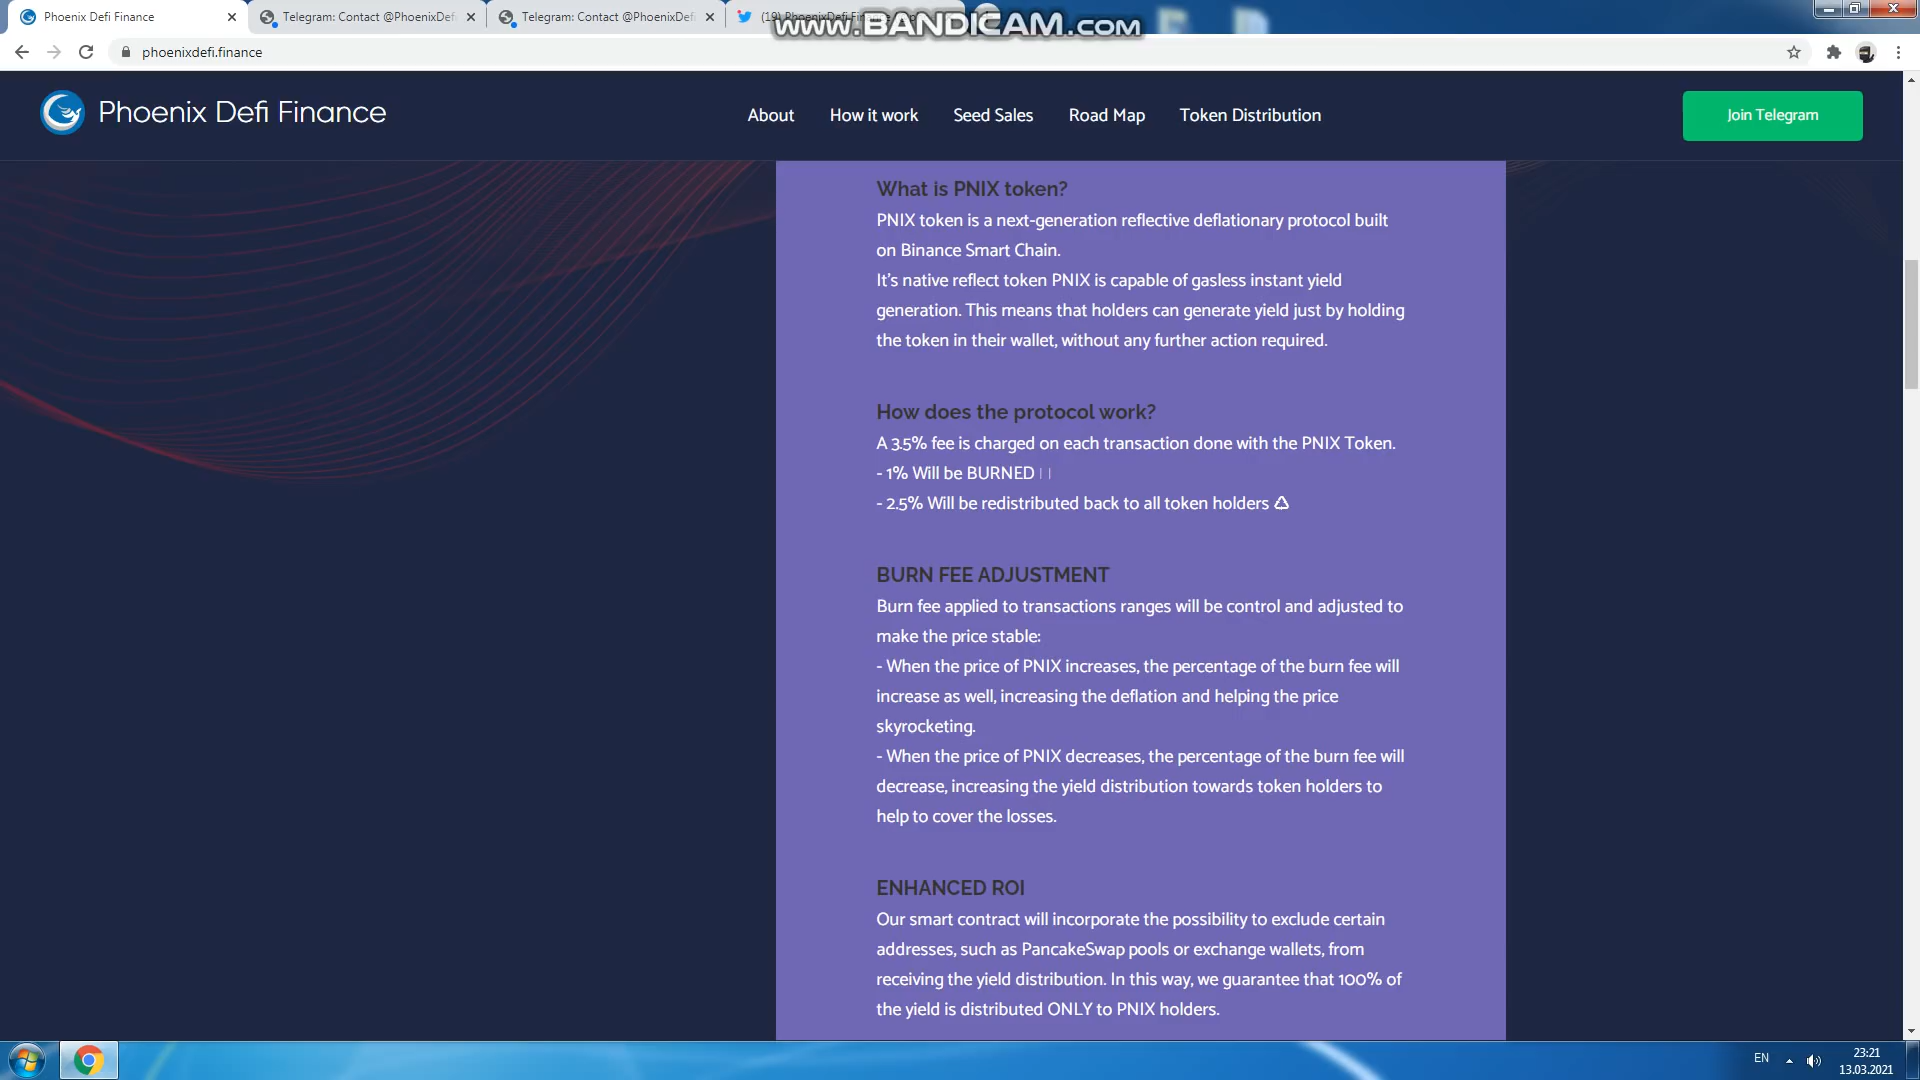 Phoenix Defi Finance
Telegram: Contact @PhoenixDef
Telegram: Contact @PhoenixDefi
(19) PhoenixDefi.Finance
www.BANDICAM.com
phoenixdefi.finance
Phoenix Defi Finance
About
How it work
Seed Sales
Road Map
Token Distribution
Join Telegram
What is PNIX token?
PNIX token is a next-generation reflective deflationary protocol built
on Binance Smart Chain.
It's native reflect token PNIX is capable of gasless instant yield
generation. This means that holders can generate yield just by holding
the token in their wallet, without any further action required.
How does the protocol work?
A 3.5% fee is charged on each transaction done with the PNIX Token.
- 1% Will be BURNED
- 2.5% Will be redistributed back to all token holders ♺
BURN FEE ADJUSTMENT
Burn fee applied to transactions ranges will be control and adjusted to
make the price stable:
- When the price of PNIX increases, the percentage of the burn fee will
increase as well, increasing the deflation and helping the price
skyrocketing.
- When the price of PNIX decreases, the percentage of the burn fee will
decrease, increasing the yield distribution towards token holders to
help to cover the losses.
ENHANCED ROI
Our smart contract will incorporate the possibility to exclude certain
addresses, such as PancakeSwap pools or exchange wallets, from
receiving the yield distribution. In this way, we guarantee that 100% of
the yield is distributed ONLY to PNIX holders.
EN
23:21
13.03.2021